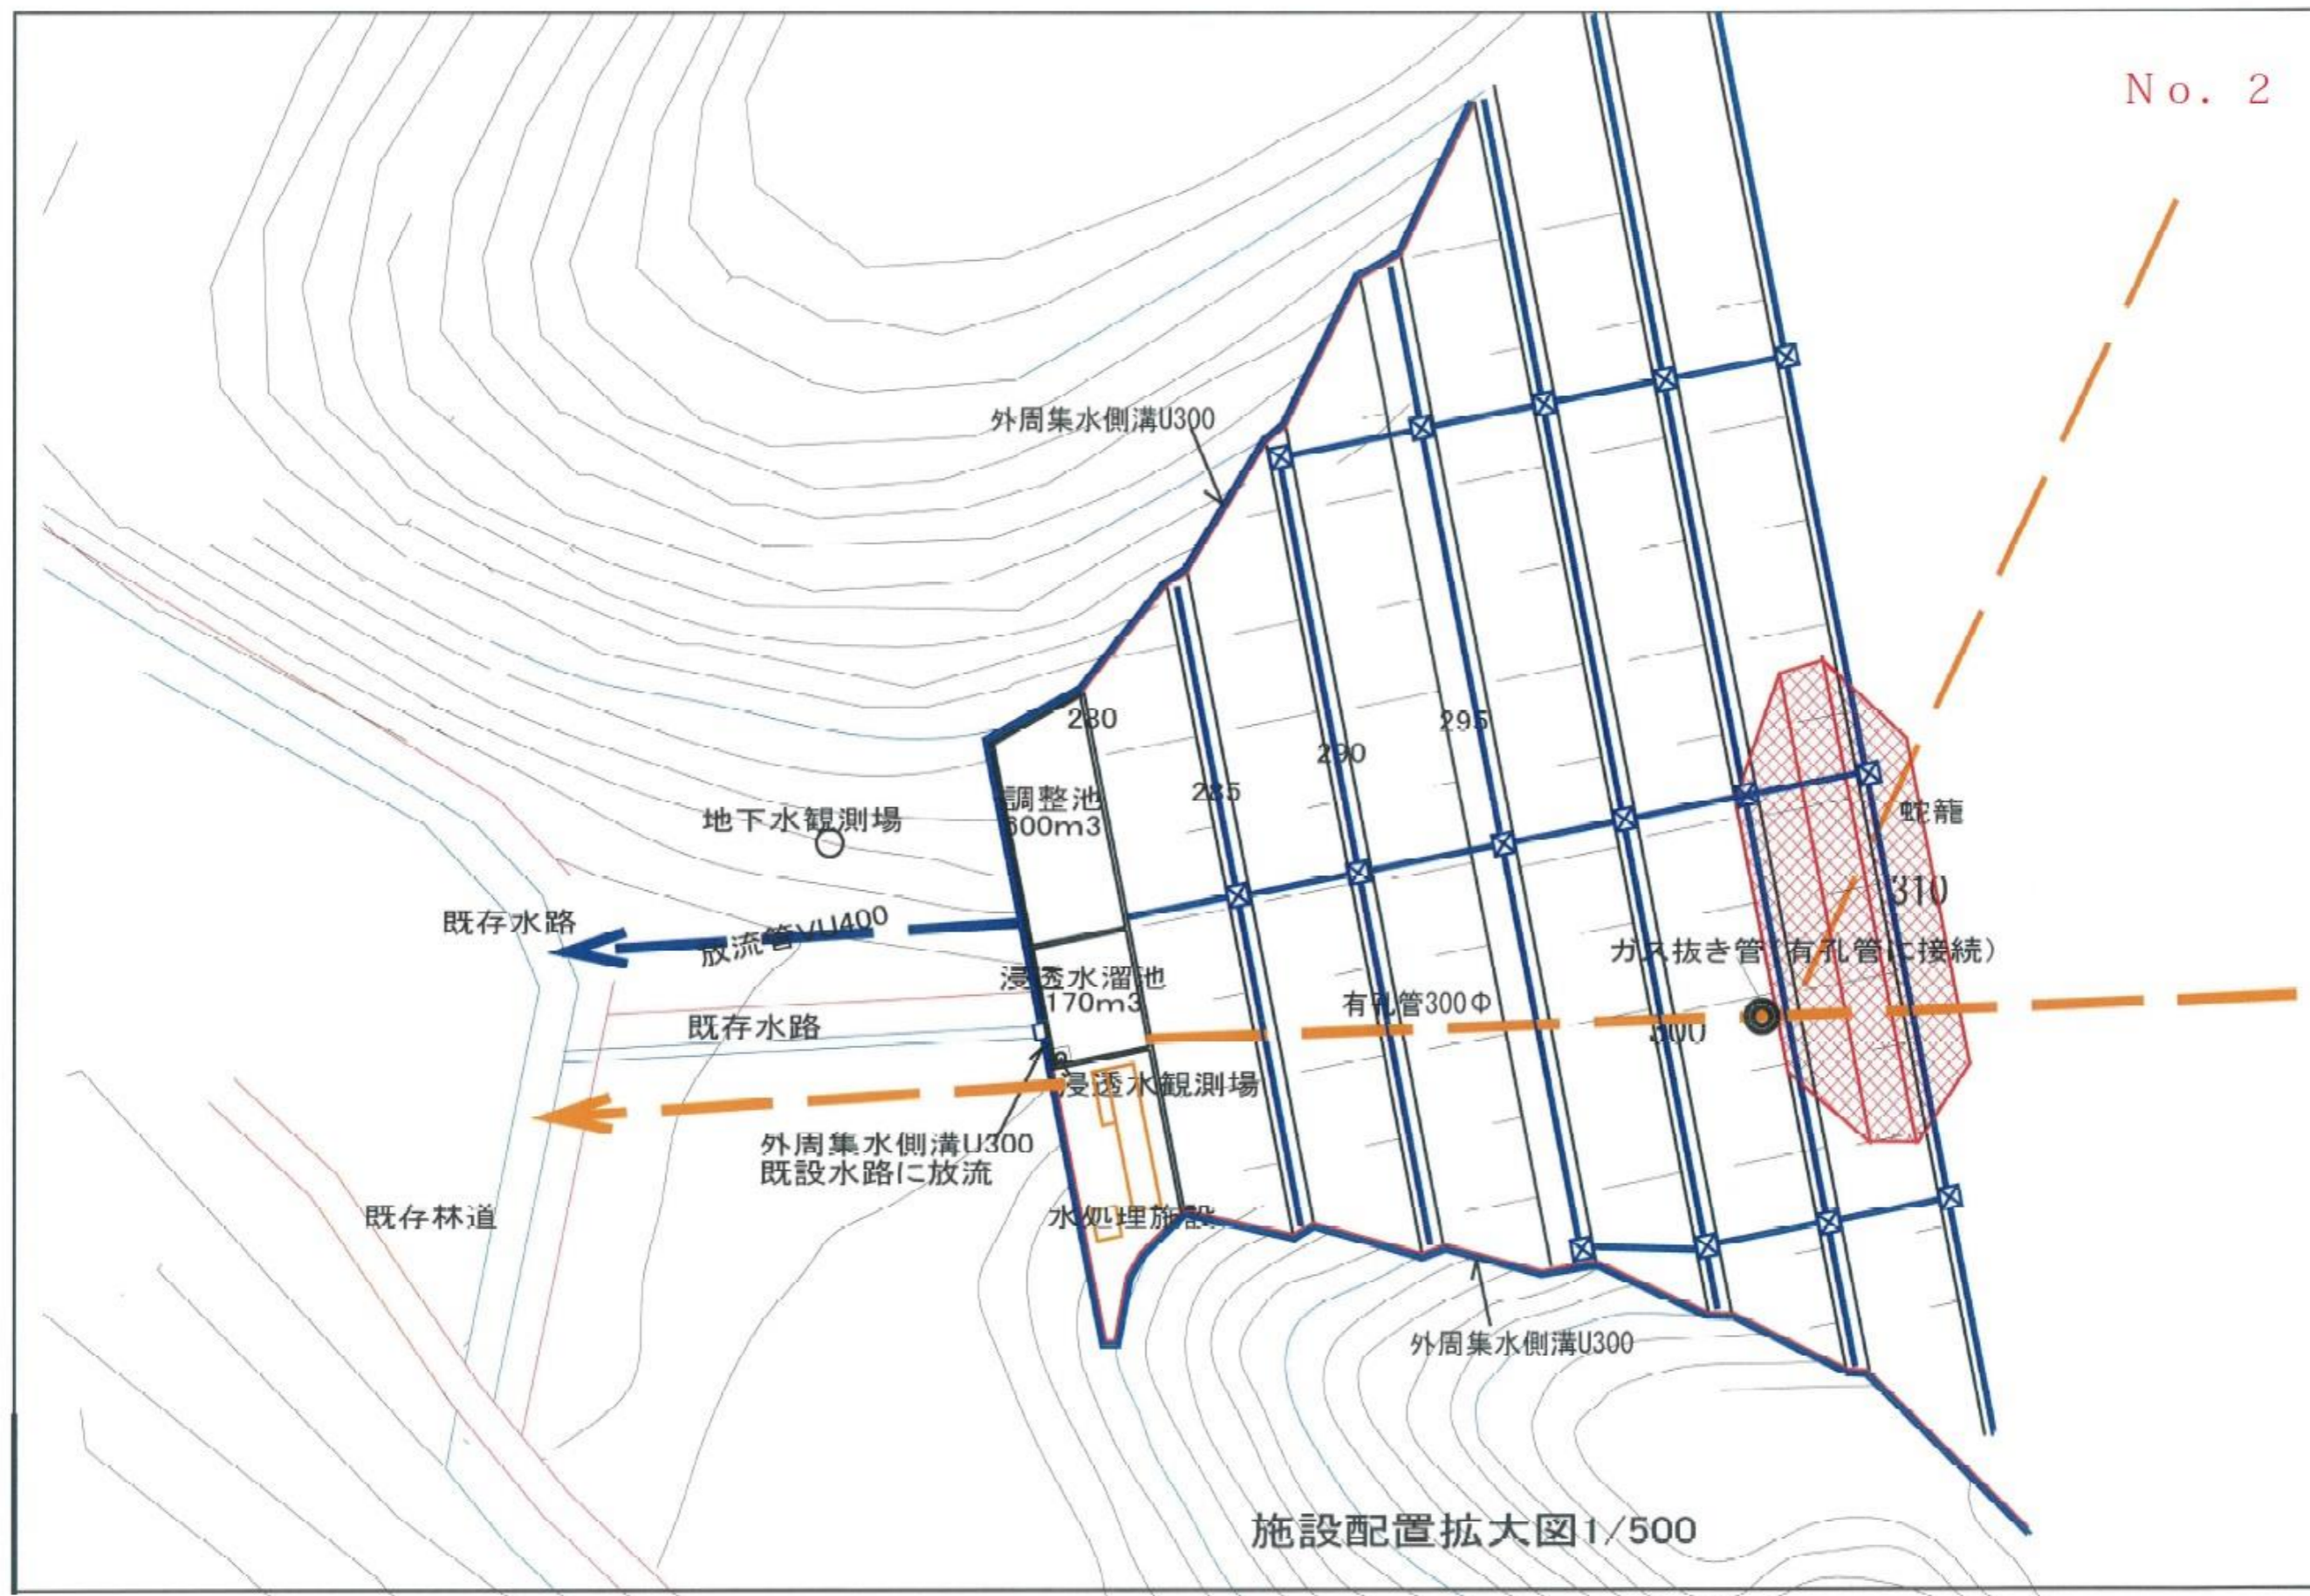 No. 2
外周集水側溝U300
280
295
290
285
調整池
600m3
地下水観測場
蛇籠
310
既存水路
放流管VU400
ガス抜き管(有孔管に接続)
浸透水溜池
170m3
有孔管300Φ
既存水路
300
浸透水観測場
外周集水側溝U300
既設水路に放流
既存林道
水処理施設
外周集水側溝U300
施設配置拡大図1/500